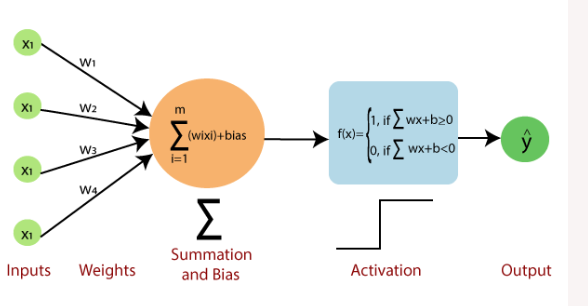 x₁
x₁
x₁
x₁
w₁
w₂
w₃
w₄
m
∑(wixi)+bias
i=1
f(x)={1, if ∑ wx+b≥0
0, if ∑ wx+b<0
ŷ
∑
Inputs
Weights
Summation
and Bias
Activation
Output